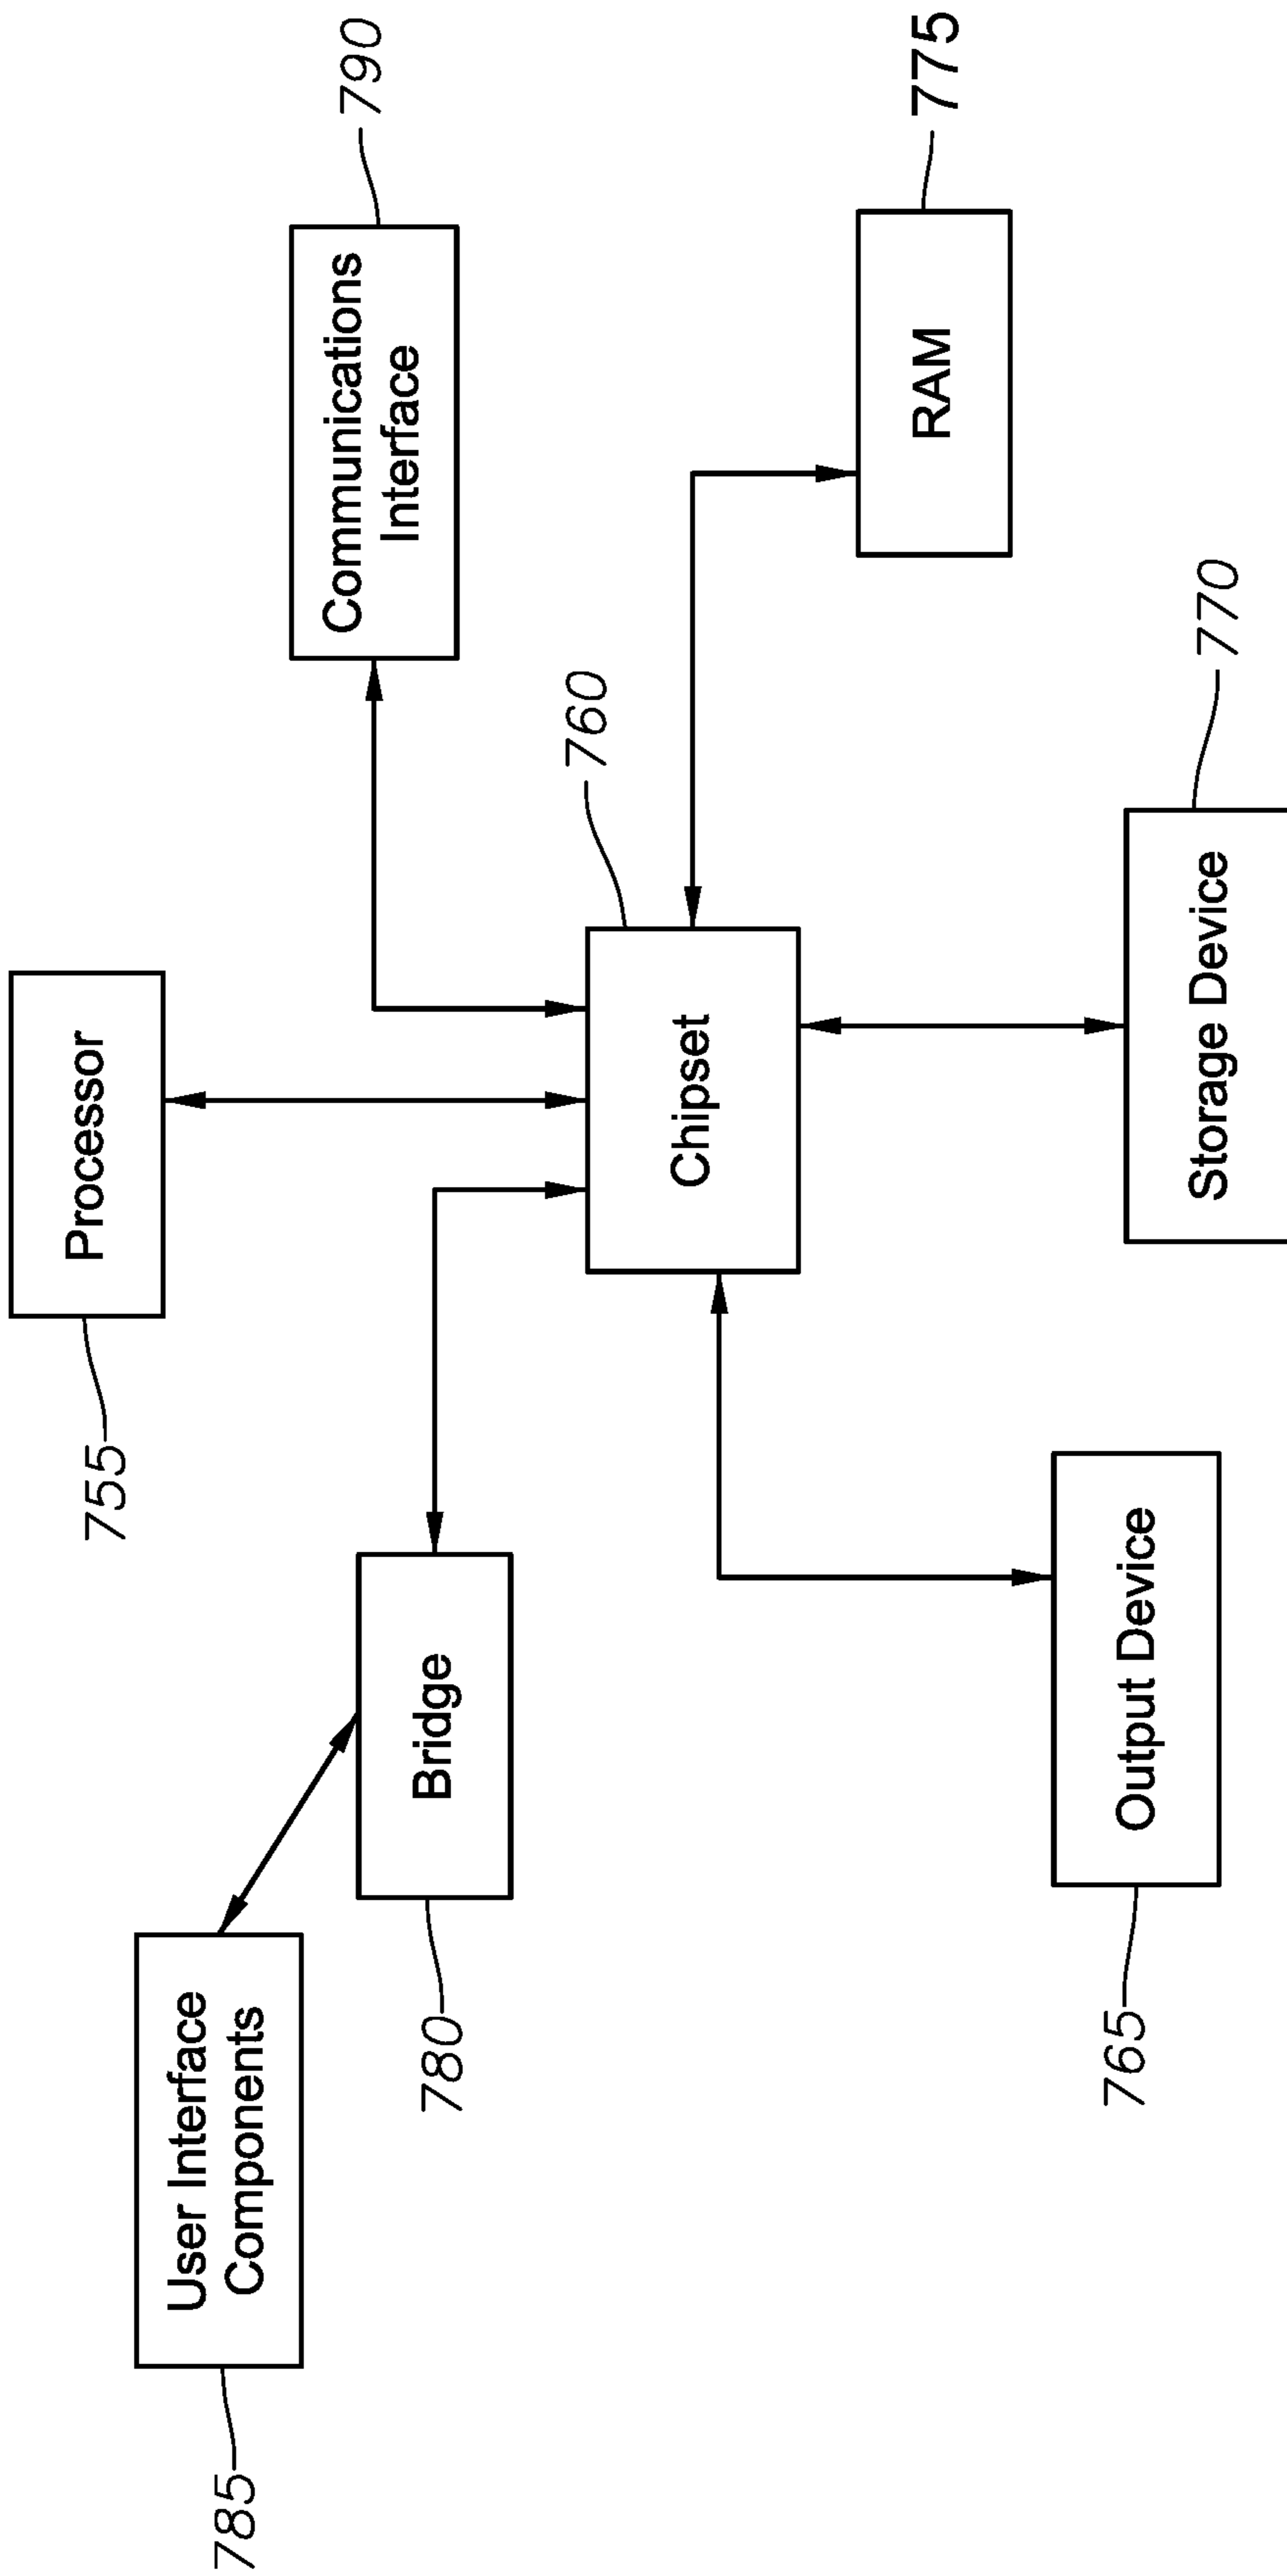 Processor
755
User Interface
Components
785
Bridge
780
Communications
Interface
790
Chipset
760
RAM
775
Output Device
765
Storage Device
770